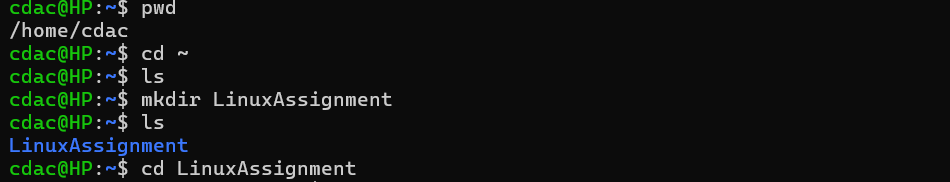 cdac@HP:~$ pwd
/home/cdac
cdac@HP:~$ cd ~
cdac@HP:~$ ls
cdac@HP:~$ mkdir LinuxAssignment
cdac@HP:~$ ls
LinuxAssignment
cdac@HP:~$ cd LinuxAssignment